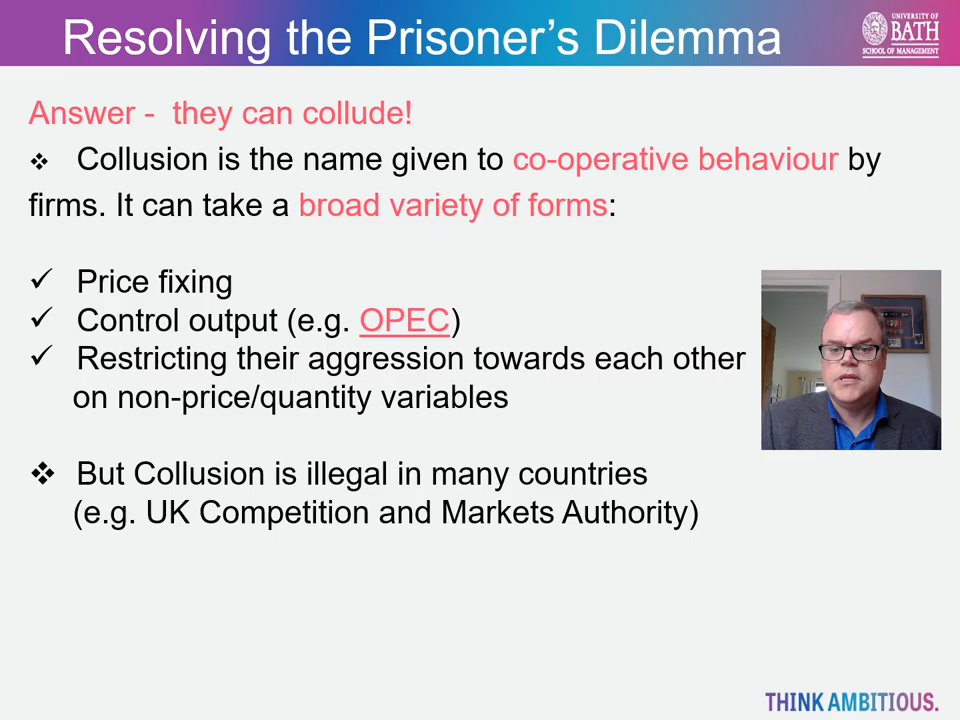 Resolving the Prisoner's Dilemma
UNIVERSITY OF
BATH
SCHOOL OF MANAGEMENT
Answer - they can collude!
❖ Collusion is the name given to co-operative behaviour by
firms. It can take a broad variety of forms:
✓ Price fixing
✓ Control output (e.g. OPEC)
✓ Restricting their aggression towards each other
on non-price/quantity variables
❖ But Collusion is illegal in many countries
(e.g. UK Competition and Markets Authority)
THINK AMBITIOUS.